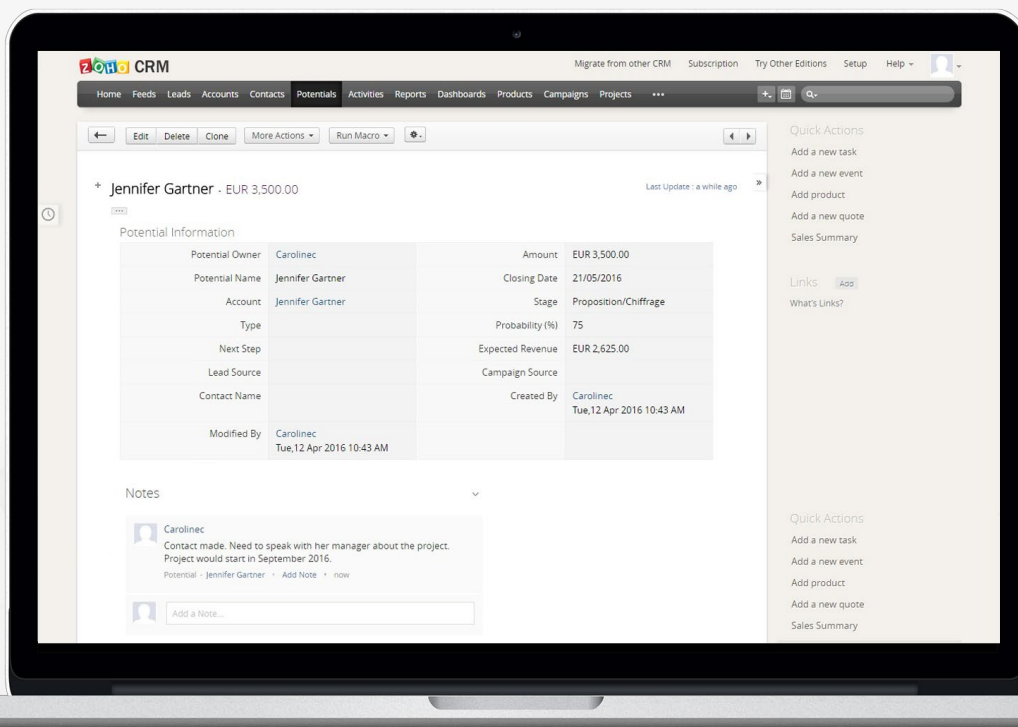 ZOHO CRM
Migrate from other CRM Subscription Try Other Editions Setup Help
Home Feeds Leads Accounts Contacts Potentials Activities Reports Dashboards Products Campaigns Projects •••
← Edit Delete Clone More Actions Run Macro
Jennifer Gartner - EUR 3,500.00
Last Update : a while ago
Potential Information
Potential Owner Carolinec Amount EUR 3,500.00
Potential Name Jennifer Gartner Closing Date 21/05/2016
Account Jennifer Gartner Stage Proposition/Chiffrage
Type Probability (%) 75
Next Step Expected Revenue EUR 2,625.00
Lead Source Campaign Source
Contact Name Created By Carolinec
Tue,12 Apr 2016 10:43 AM
Modified By Carolinec
Tue,12 Apr 2016 10:43 AM
Notes
Carolinec
Contact made. Need to speak with her manager about the project.
Project would start in September 2016.
Potential - Jennifer Gartner • Add Note • now
Add a Note...
Quick Actions
Add a new task
Add a new event
Add product
Add a new quote
Sales Summary
Links Add
What's Links?
Quick Actions
Add a new task
Add a new event
Add product
Add a new quote
Sales Summary